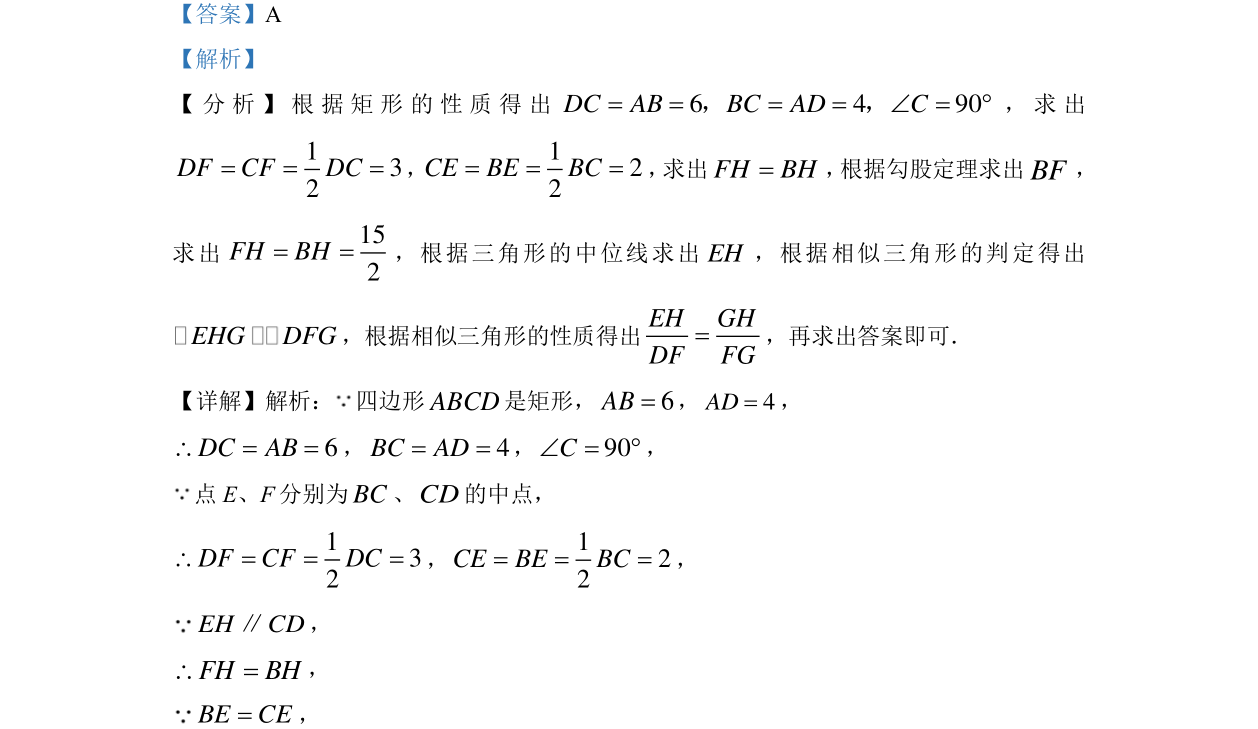 【答案】A
【解析】
【分析】根据矩形的性质得出 DC = AB = 6，BC = AD = 4，∠C = 90°，求出
DF = CF = 1/2 DC = 3，CE = BE = 1/2 BC = 2，求出 FH = BH，根据勾股定理求出 BF，
求出 FH = BH = 15/2，根据三角形的中位线求出 EH，根据相似三角形的判定得出
□EHG □□DFG，根据相似三角形的性质得出 EH/DF = GH/FG，再求出答案即可．
【详解】解析：∵四边形 ABCD 是矩形，AB = 6，AD = 4，
∴DC = AB = 6，BC = AD = 4，∠C = 90°，
∵点 E、F 分别为 BC、CD 的中点，
∴DF = CF = 1/2 DC = 3，CE = BE = 1/2 BC = 2，
∵EH // CD，
∴FH = BH，
∵BE = CE，